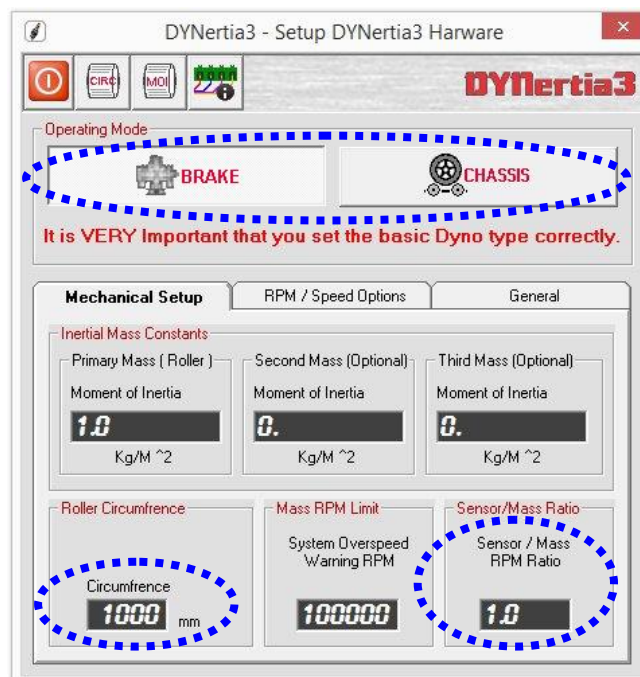 DYNertia3 - Setup DYNertia3 Harware
CIRC MOI DYNertia3
Operating Mode
BRAKE CHASSIS
It is VERY Important that you set the basic Dyno type correctly.
Mechanical Setup RPM / Speed Options General
Inertial Mass Constants
Primary Mass ( Roller ) Second Mass (Optional) Third Mass (Optional)
Moment of Inertia Moment of Inertia Moment of Inertia
1.0 0. 0.
Kg/M ^2 Kg/M ^2 Kg/M ^2
Roller Circumfrence Mass RPM Limit Sensor/Mass Ratio
System Overspeed Sensor / Mass
Warning RPM RPM Ratio
Circumfrence
1000 mm 100000 1.0